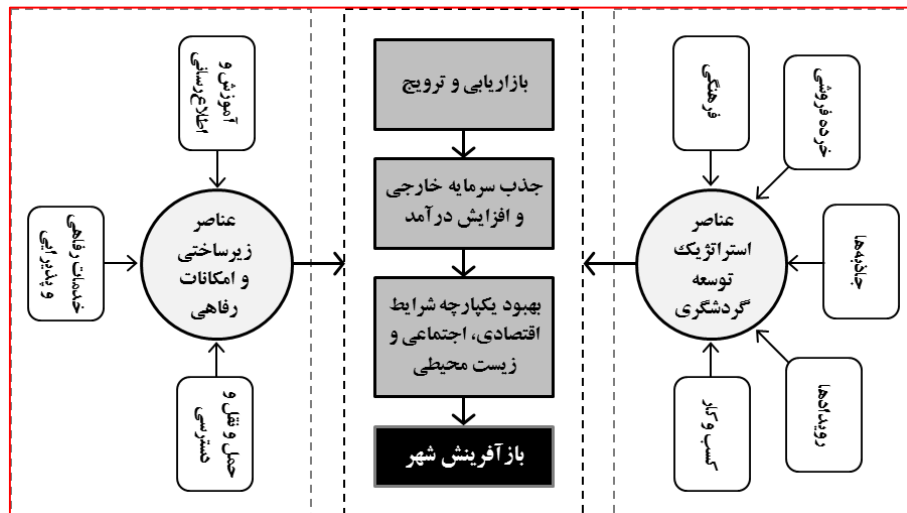 خرده فروشی
فرهنگی
عناصر
استراتژیک
توسعه
گردشگری
جاذبه‌ها
رویدادها
کسب و کار
بازاریابی و ترویج
جذب سرمایه خارجی
و افزایش درآمد
بهبود یکپارچه شرایط
اقتصادی، اجتماعی و
زیست محیطی
بازآفرینش شهر
آموزش و
اطلاع‌رسانی
عناصر
زیرساختی
و امکانات
رفاهی
خدمات رفاهی
و پذیرایی
حمل و نقل و
دسترسی